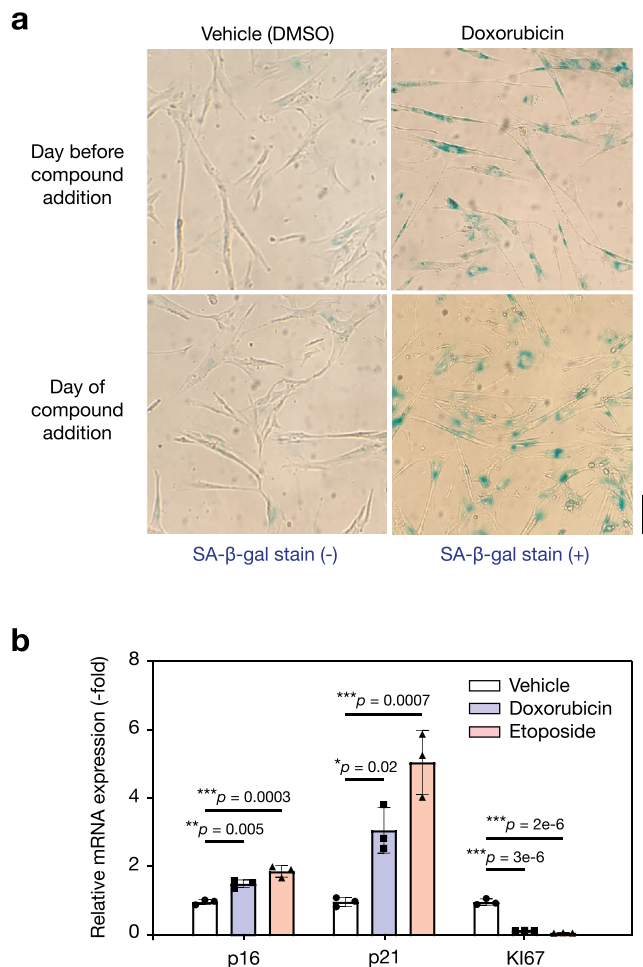 a
Vehicle (DMSO)
Doxorubicin
Day before
compound
addition
Day of
compound
addition
SA-β-gal stain (-)
SA-β-gal stain (+)
b
Relative mRNA expression (-fold)
8
6
4
2
0
Vehicle
Doxorubicin
Etoposide
***p = 0.0003
**p = 0.005
***p = 0.0007
*p = 0.02
***p = 2e-6
***p = 3e-6
p16
p21
KI67